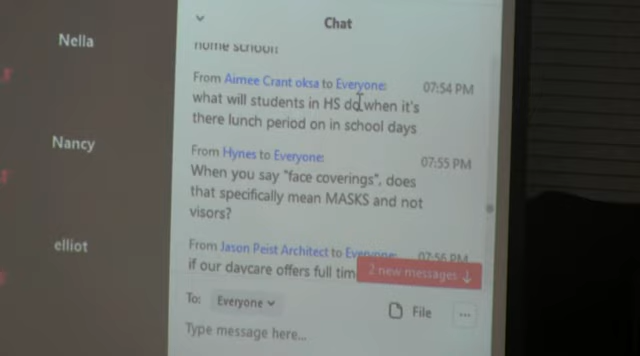 Chat
Nella
home school?
From Aimee Crant oksa to Everyone: 07:54 PM
what will students in HS do when it's
there lunch period on in school days
Nancy
From Hynes to Everyone: 07:55 PM
When you say "face coverings", does
that specifically mean MASKS and not
visors?
elliot
From Jason Peist Architect to Everyone: 07:56 PM
if our daycare offers full tim
2 new messages ↓
To: Everyone File ...
Type message here...